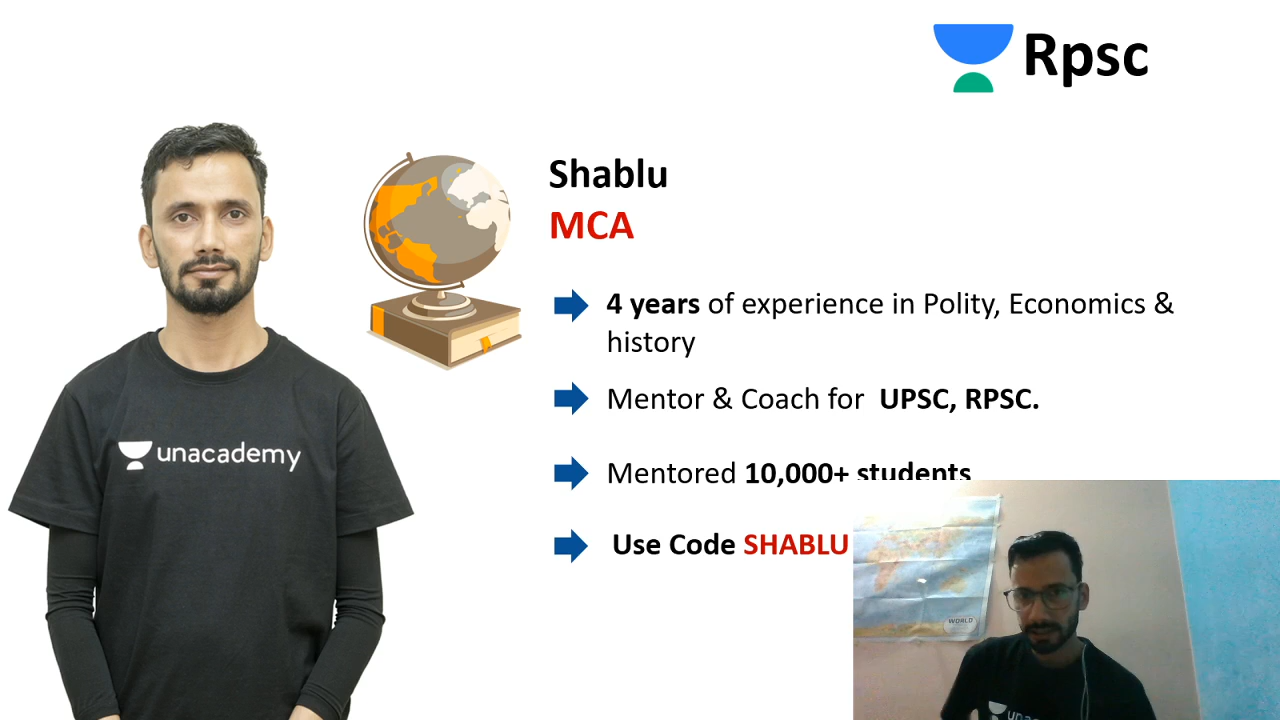 Rpsc
Shablu
MCA
4 years of experience in Polity, Economics &
history
Mentor & Coach for UPSC, RPSC.
Mentored 10,000+ students
Use Code SHABLU
unacademy
WORLD